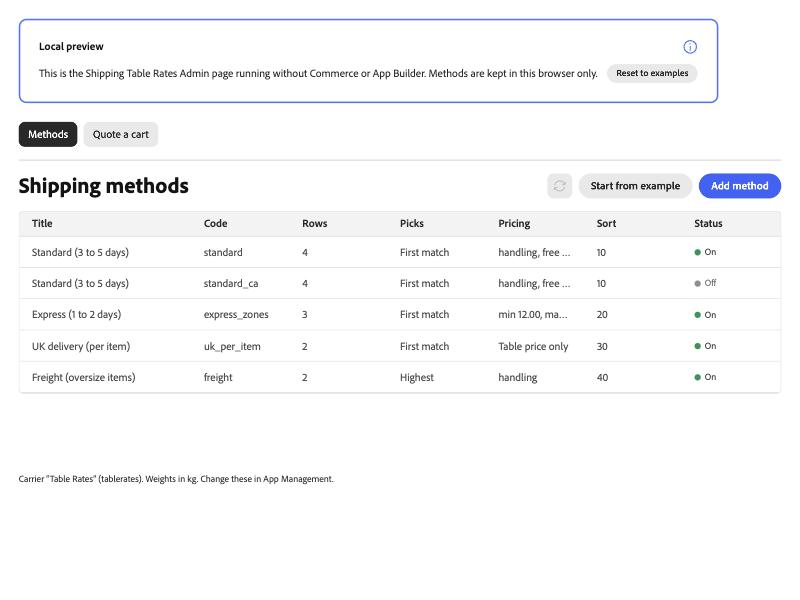 Local preview
This is the Shipping Table Rates Admin page running without Commerce or App Builder. Methods are kept in this browser only.
Reset to examples
Methods
Quote a cart
Shipping methods
Start from example
Add method
Title Code Rows Picks Pricing Sort Status
Standard (3 to 5 days) standard 4 First match handling, free ... 10 On
Standard (3 to 5 days) standard_ca 4 First match handling, free ... 10 Off
Express (1 to 2 days) express_zones 3 First match min 12.00, ma... 20 On
UK delivery (per item) uk_per_item 2 First match Table price only 30 On
Freight (oversize items) freight 2 Highest handling 40 On
Carrier "Table Rates" (tablerates). Weights in kg. Change these in App Management.